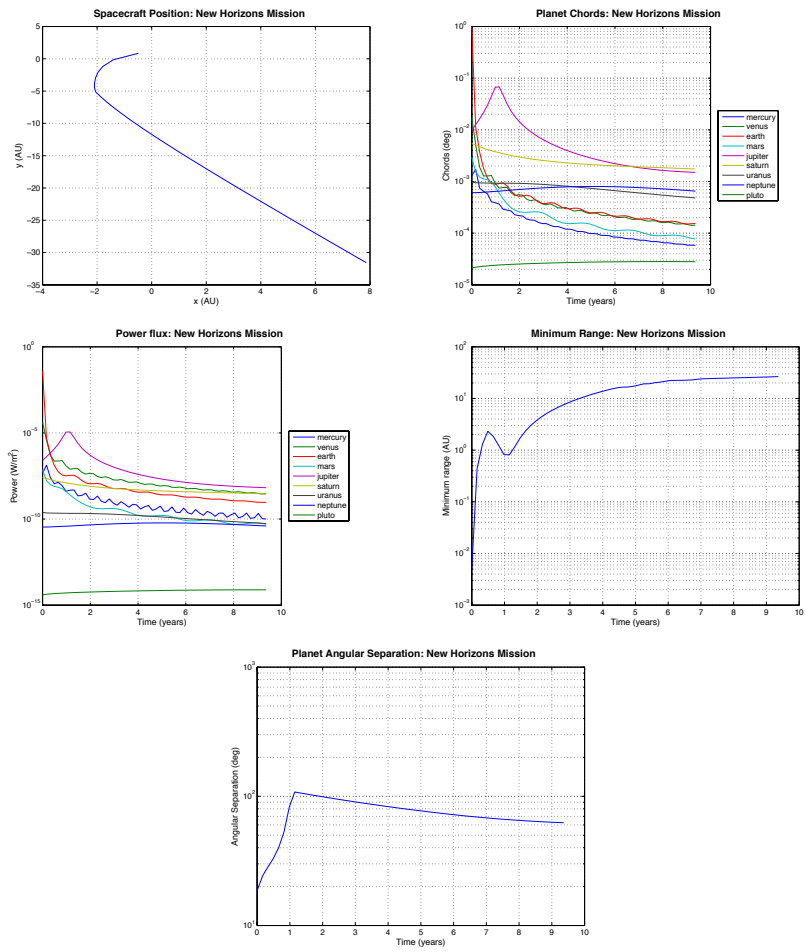 Spacecraft Position: New Horizons Mission
5
0
−5
−10
−15
−20
−25
−30
−35
y (AU)
−4 −2 0 2 4 6 8
x (AU)
Planet Chords: New Horizons Mission
10^0
10^−1
10^−2
10^−3
10^−4
10^−5
Chords (deg)
0 2 4 6 8 10
Time (years)
mercury
venus
earth
mars
jupiter
saturn
uranus
neptune
pluto
Power flux: New Horizons Mission
10^0
10^−5
10^−10
10^−15
Power (W/m^2)
0 2 4 6 8 10
Time (years)
mercury
venus
earth
mars
jupiter
saturn
uranus
neptune
pluto
Minimum Range: New Horizons Mission
10^2
10^1
10^0
10^−1
10^−2
10^−3
Minimum range (AU)
0 1 2 3 4 5 6 7 8 9 10
Time (years)
Planet Angular Separation: New Horizons Mission
10^3
10^2
10^1
Angular Separation (deg)
0 1 2 3 4 5 6 7 8 9 10
Time (years)